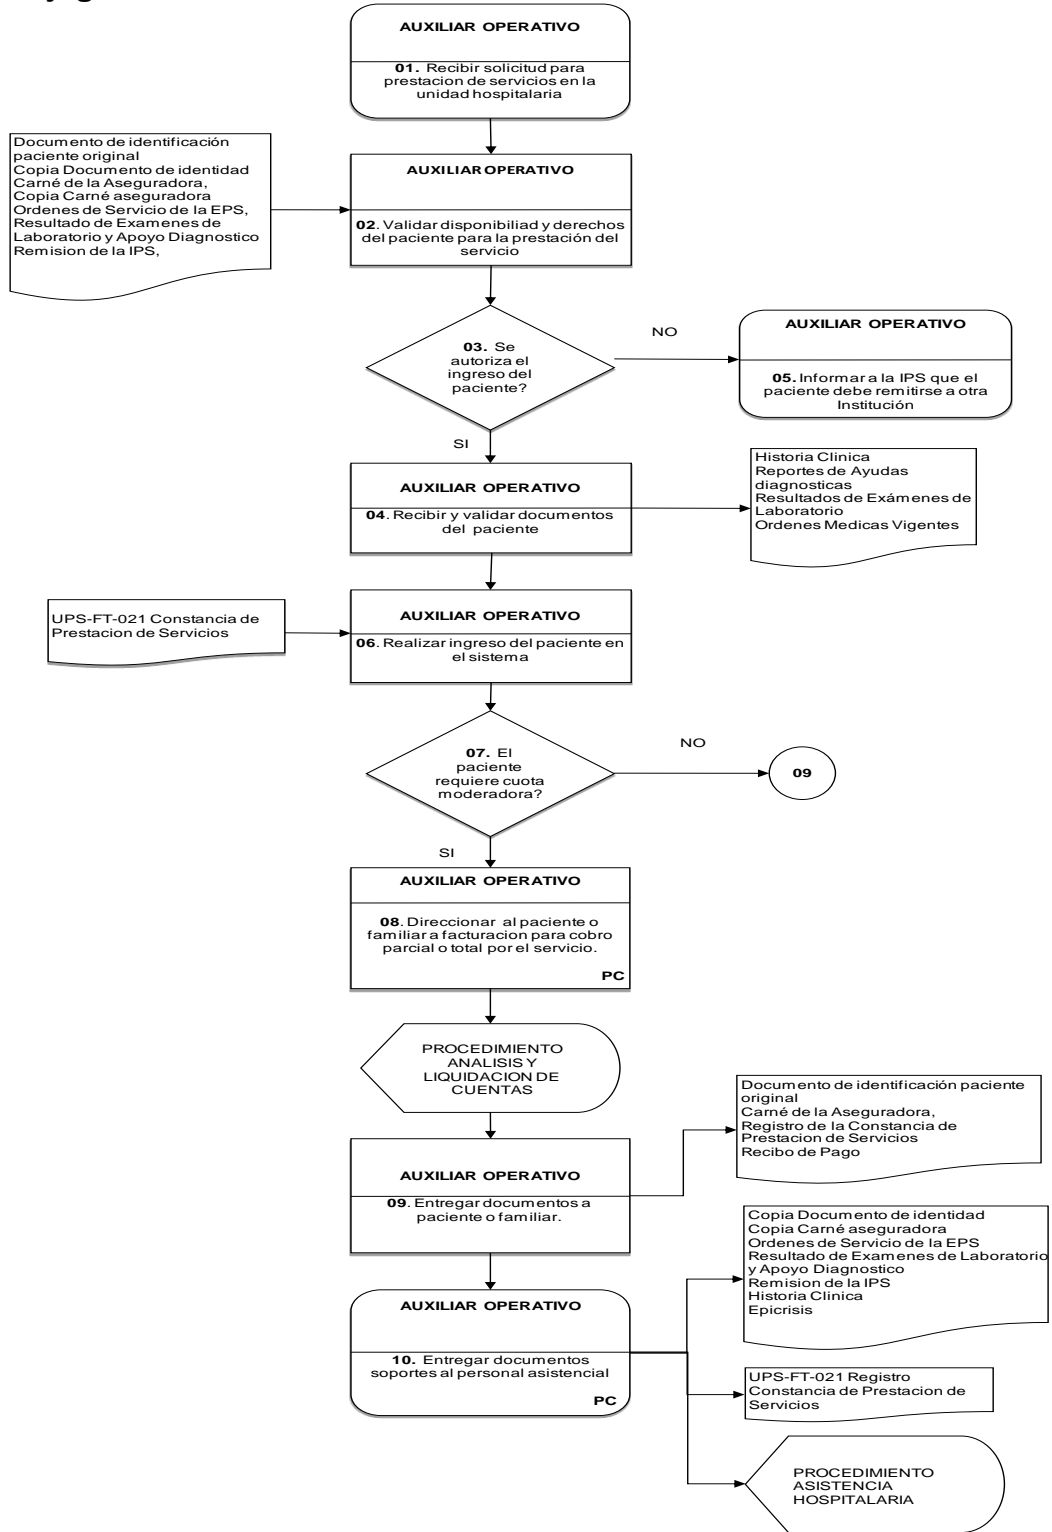 AUXILIAR OPERATIVO
01. Recibir solicitud para
prestacion de servicios en la
unidad hospitalaria
Documento de identificación
paciente original
Copia Documento de identidad
Carné de la Aseguradora,
Copia Carné aseguradora
Ordenes de Servicio de la EPS,
Resultado de Examenes de
Laboratorio y Apoyo Diagnostico
Remision de la IPS,
AUXILIAR OPERATIVO
02. Validar disponibiliad y derechos
del paciente para la prestación del
servicio
03. Se
autoriza el
ingreso del
paciente?
NO
AUXILIAR OPERATIVO
05. Informar a la IPS que el
paciente debe remitirse a otra
Institución
SI
AUXILIAR OPERATIVO
04. Recibir y validar documentos
del paciente
Historia Clinica
Reportes de Ayudas
diagnosticas
Resultados de Exámenes de
Laboratorio
Ordenes Medicas Vigentes
UPS-FT-021 Constancia de
Prestacion de Servicios
AUXILIAR OPERATIVO
06. Realizar ingreso del paciente en
el sistema
07. El
paciente
requiere cuota
moderadora?
NO
09
SI
AUXILIAR OPERATIVO
08. Direccionar al paciente o
familiar a facturacion para cobro
parcial o total por el servicio.
PC
PROCEDIMIENTO
ANALISIS Y
LIQUIDACION DE
CUENTAS
AUXILIAR OPERATIVO
09. Entregar documentos a
paciente o familiar.
Documento de identificación paciente
original
Carné de la Aseguradora,
Registro de la Constancia de
Prestacion de Servicios
Recibo de Pago
AUXILIAR OPERATIVO
10. Entregar documentos
soportes al personal asistencial
PC
Copia Documento de identidad
Copia Carné aseguradora
Ordenes de Servicio de la EPS
Resultado de Examenes de Laboratorio
y Apoyo Diagnostico
Remision de la IPS
Historia Clinica
Epicrisis
UPS-FT-021 Registro
Constancia de Prestacion de
Servicios
PROCEDIMIENTO
ASISTENCIA
HOSPITALARIA